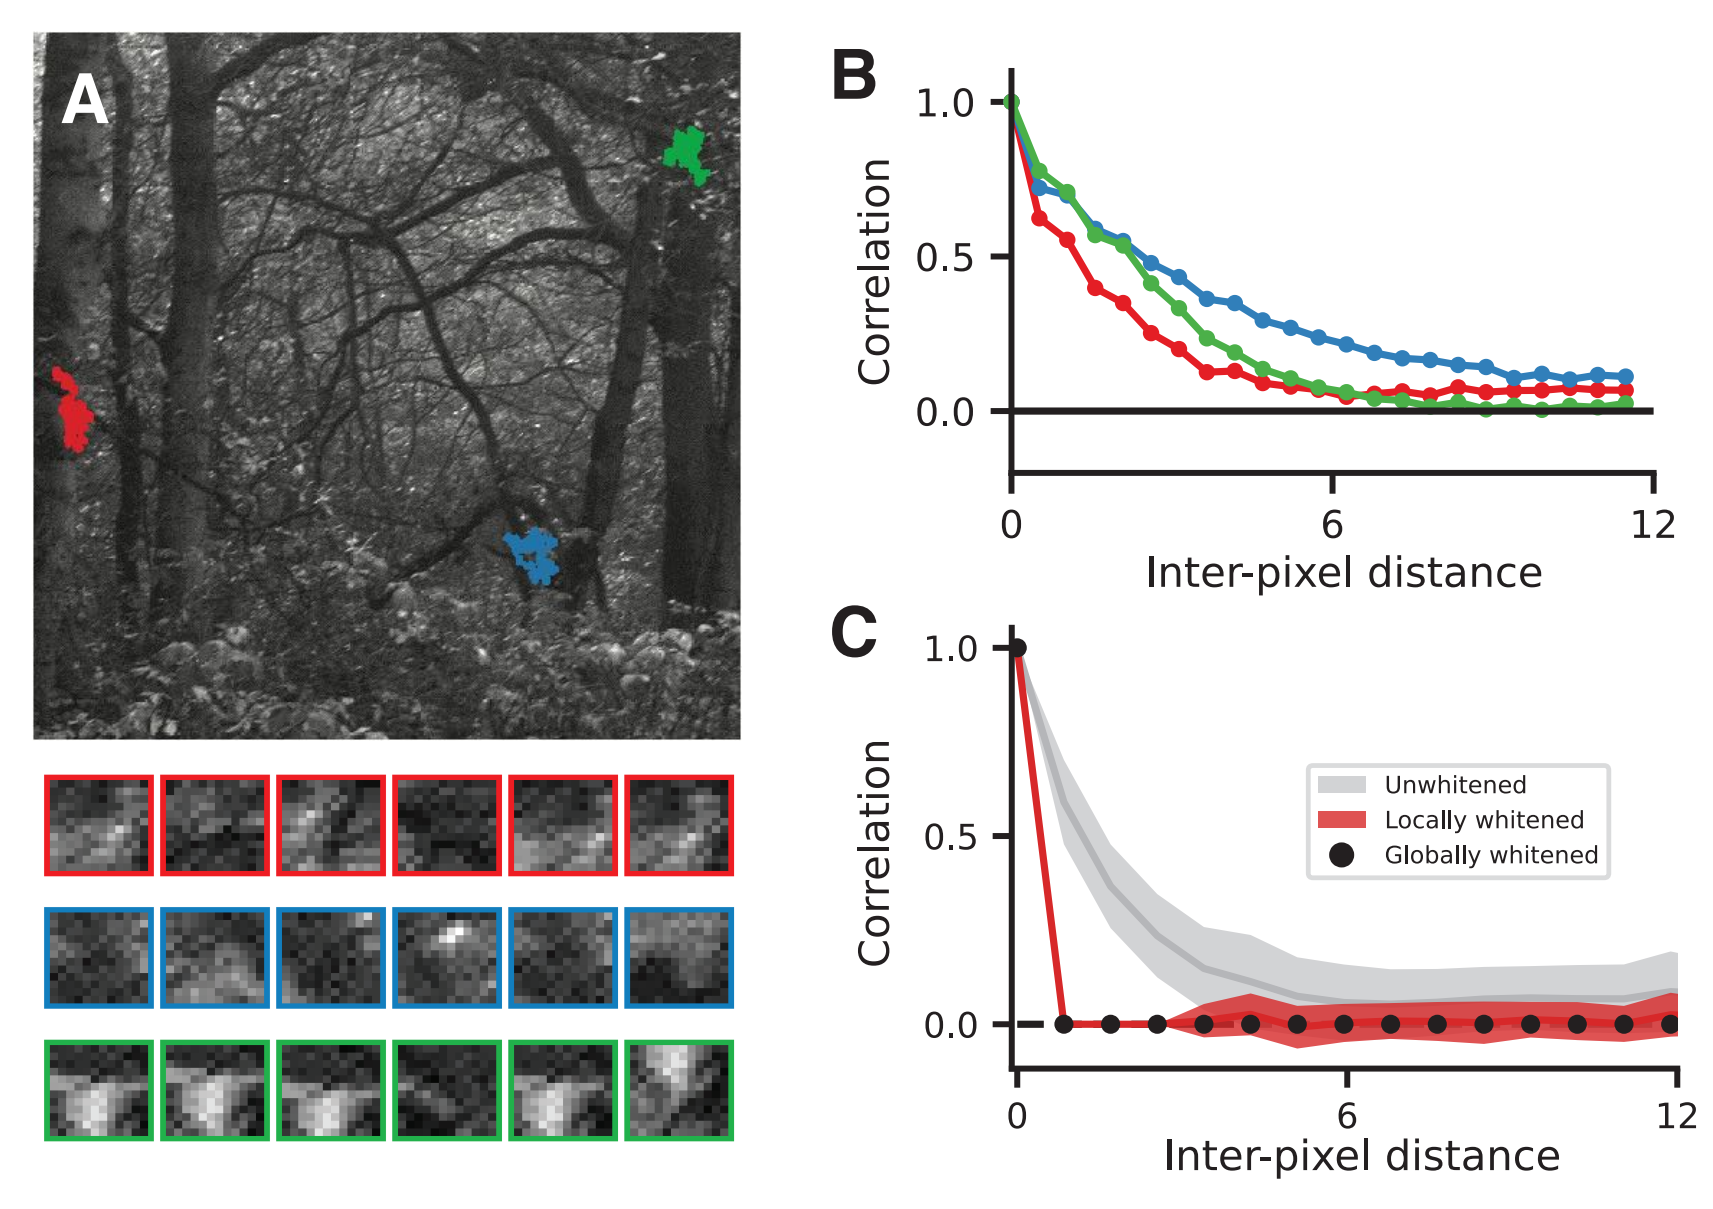 A
B
1.0
0.5
0.0
Correlation
0
6
12
Inter-pixel distance
C
1.0
0.5
0.0
Correlation
Unwhitened
Locally whitened
Globally whitened
0
6
12
Inter-pixel distance